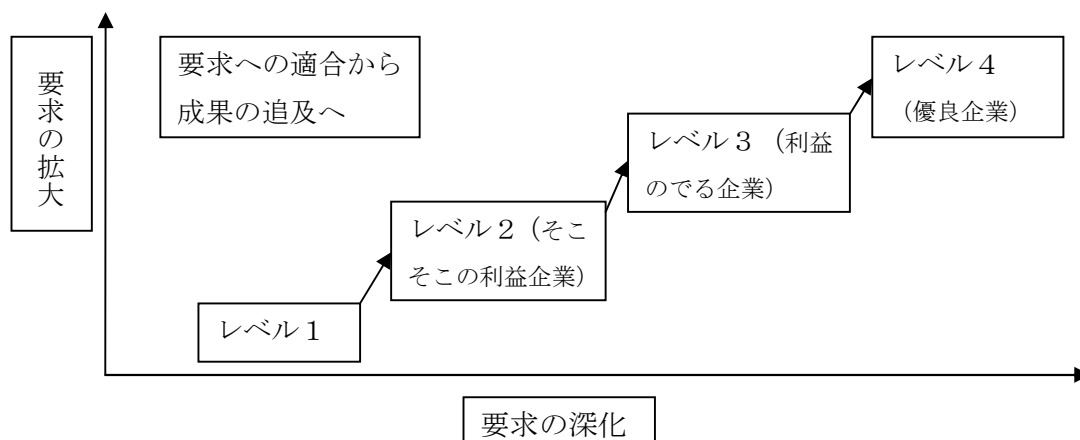 要求の拡大
要求への適合から
成果の追及へ
レベル４
（優良企業）
レベル３（利益
のでる企業）
レベル２（そこ
そこの利益企業）
レベル１
要求の深化